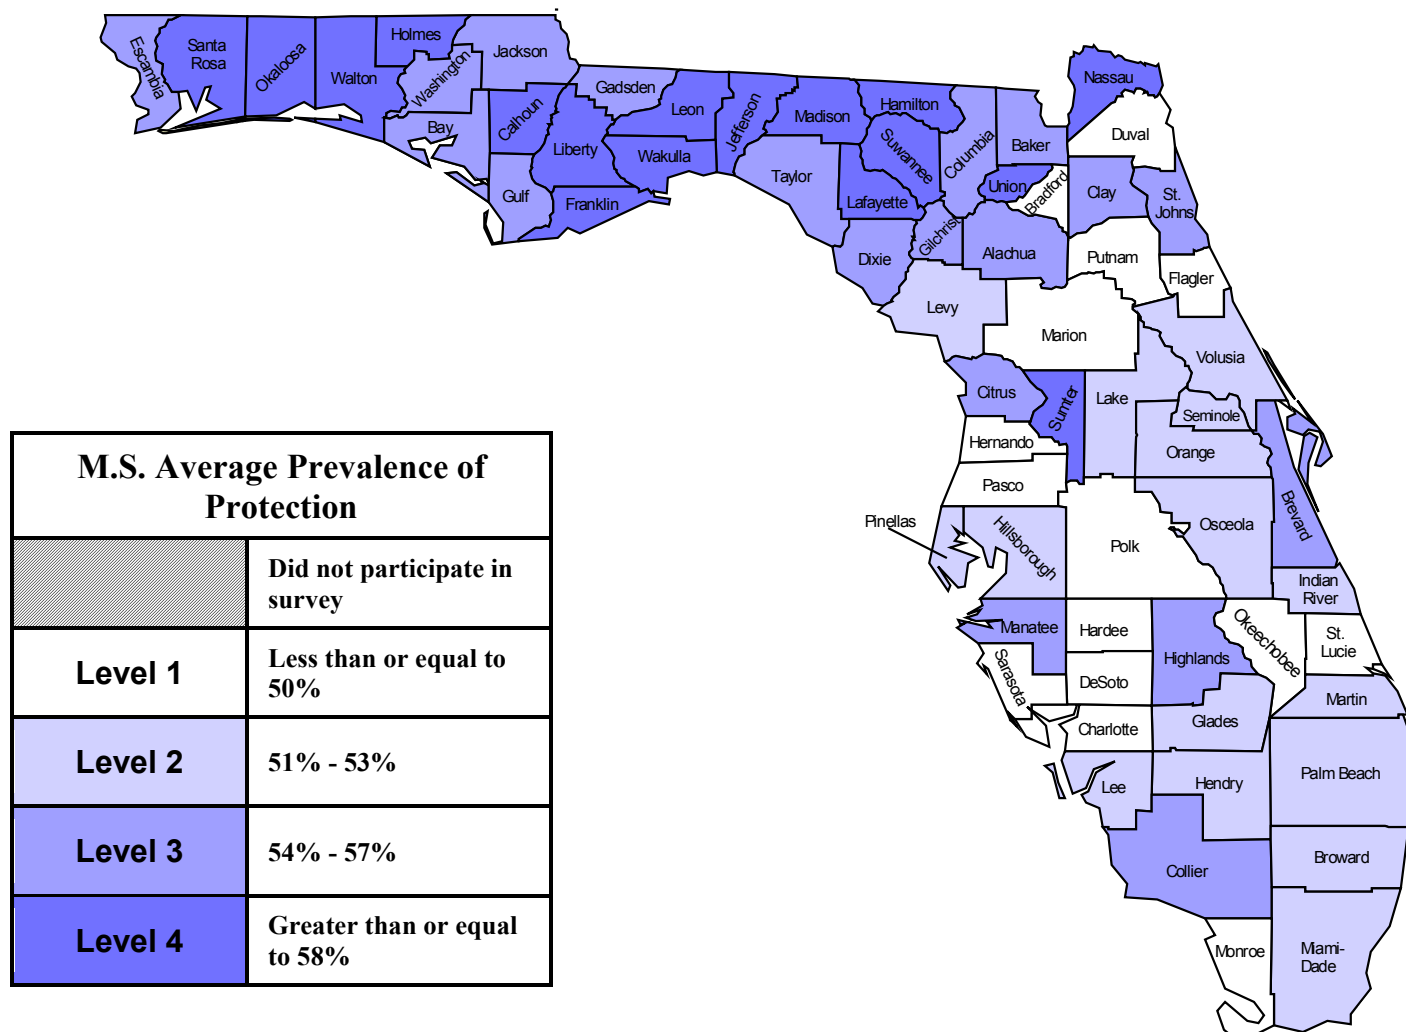 Escambia
Santa
Rosa
Okaloosa
Walton
Holmes
Washington
Jackson
Bay
Calhoun
Gulf
Liberty
Franklin
Gadsden
Leon
Wakulla
Jefferson
Madison
Taylor
Hamilton
Suwannee
Lafayette
Dixie
Columbia
Gilchrist
Baker
Union
Bradford
Alachua
Nassau
Duval
Clay
St.
Johns
Putnam
Flagler
Levy
Marion
Volusia
Citrus
Sumter
Lake
Seminole
Orange
Hernando
Pasco
Brevard
Pinellas
Hillsborough
Polk
Osceola
Indian
River
Manatee
Hardee
Highlands
Okeechobee
St.
Lucie
Sarasota
DeSoto
Martin
Charlotte
Glades
Lee
Hendry
Palm Beach
Collier
Broward
Monroe
Miami-
Dade
M.S. Average Prevalence of
Protection
Did not participate in
survey
Level 1
Less than or equal to
50%
Level 2
51% - 53%
Level 3
54% - 57%
Level 4
Greater than or equal
to 58%